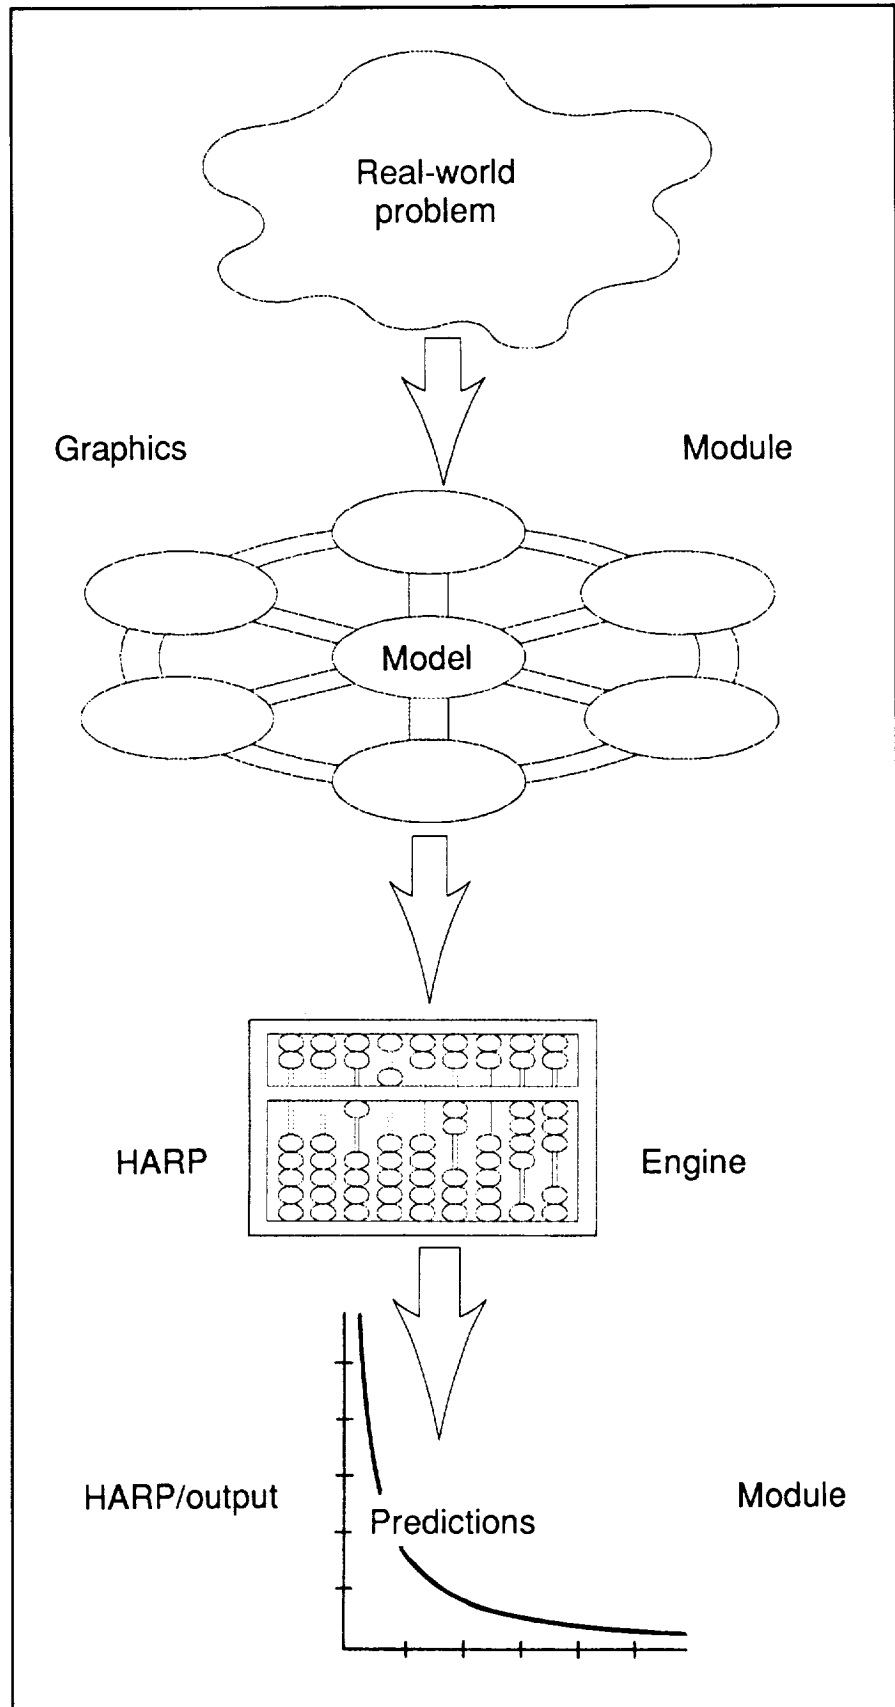 Real-world
problem
Graphics Module
Model
HARP Engine
HARP/output Module
Predictions